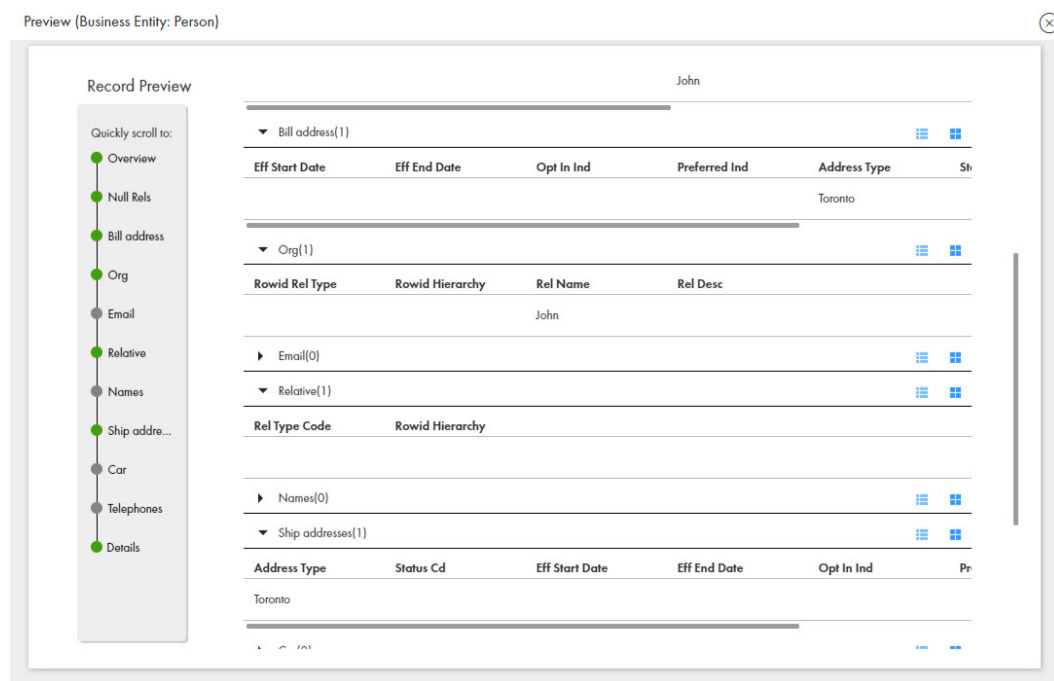 Preview (Business Entity: Person)
Record Preview
Quickly scroll to:
Overview
Null Rels
Bill address
Org
Email
Relative
Names
Ship addre...
Car
Telephones
Details
John
Bill address(1)
Eff Start Date Eff End Date Opt In Ind Preferred Ind Address Type
Toronto
Org(1)
Rowid Rel Type Rowid Hierarchy Rel Name Rel Desc
John
Email(0)
Relative(1)
Rel Type Code Rowid Hierarchy
Names(0)
Ship addresses(1)
Address Type Status Cd Eff Start Date Eff End Date Opt In Ind
Toronto